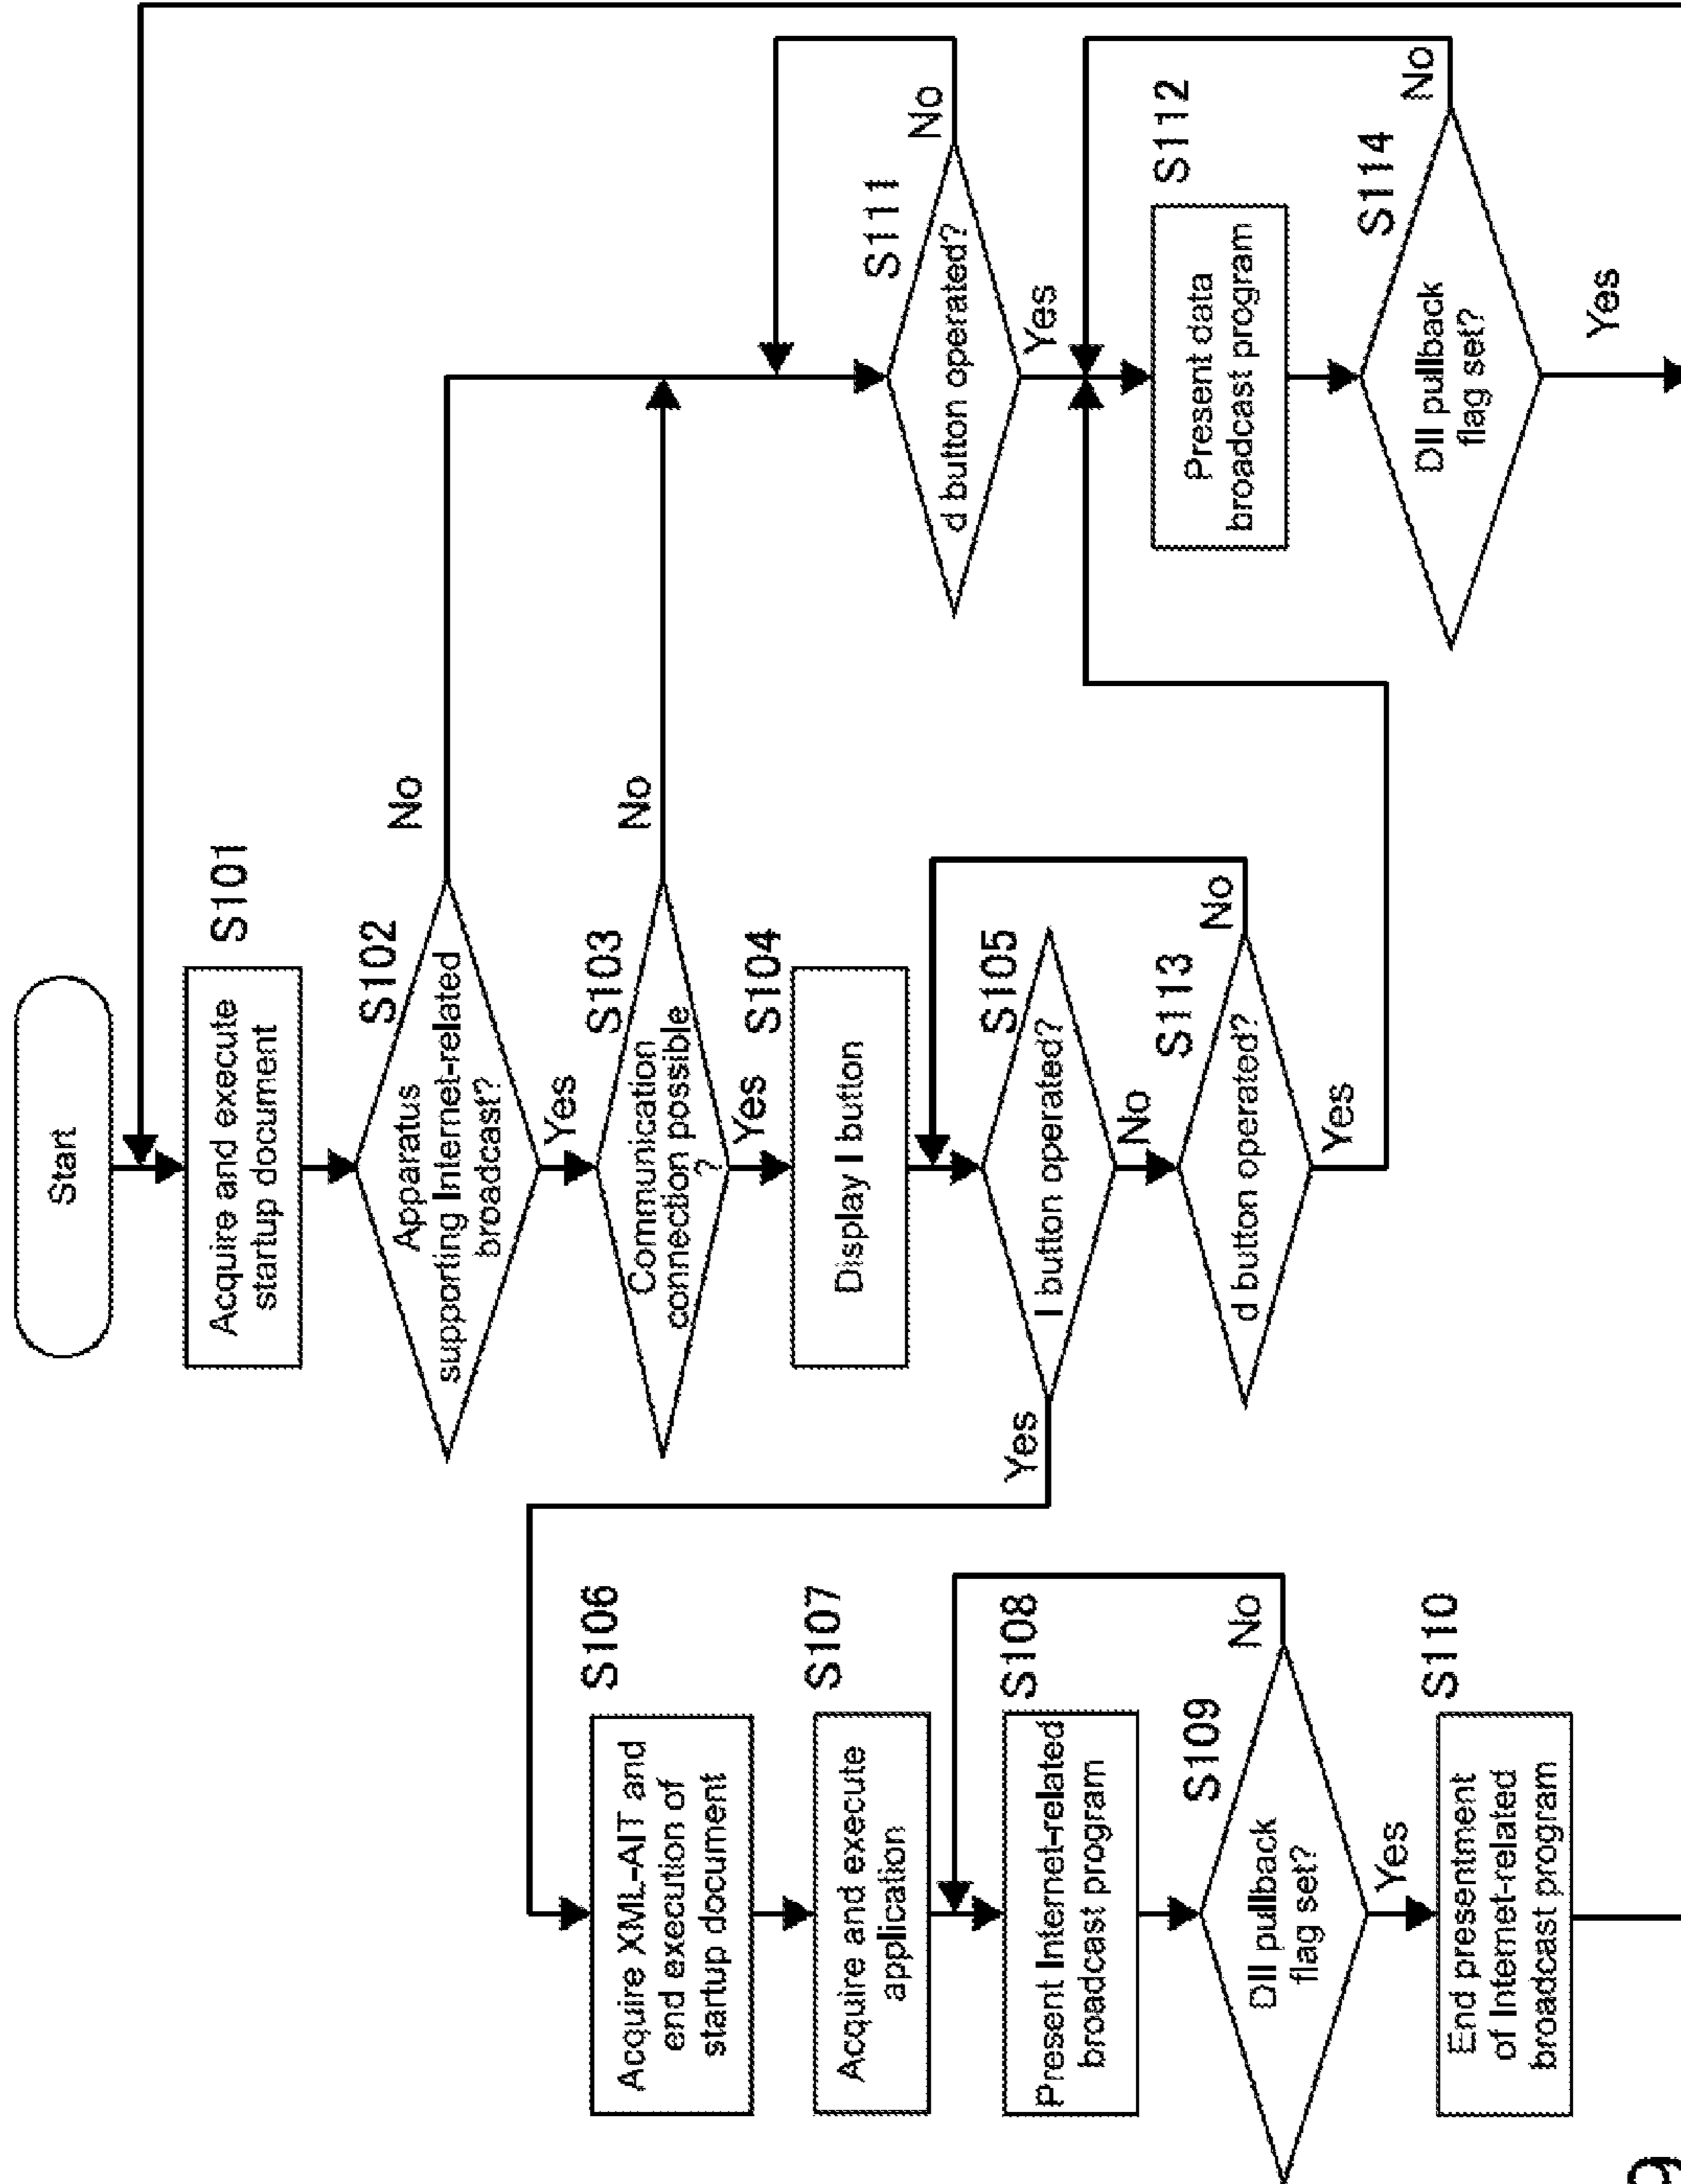 Start
Acquire and execute
startup document
S101
Apparatus
supporting Internet-related
broadcast?
S102
No
Yes
Communication
connection possible
?
S103
No
Yes
Display I button
S104
I button operated?
S105
Yes
No
d button operated?
S113
No
Yes
Acquire XML-AIT and
end execution of
startup document
S106
Acquire and execute
application
S107
Present Internet-related
broadcast program
S108
DII pullback
flag set?
S109
No
Yes
End presentment
of Internet-related
broadcast program
S110
d button operated?
S111
No
Yes
Present data
broadcast program
S112
DII pullback
flag set?
S114
No
Yes
9